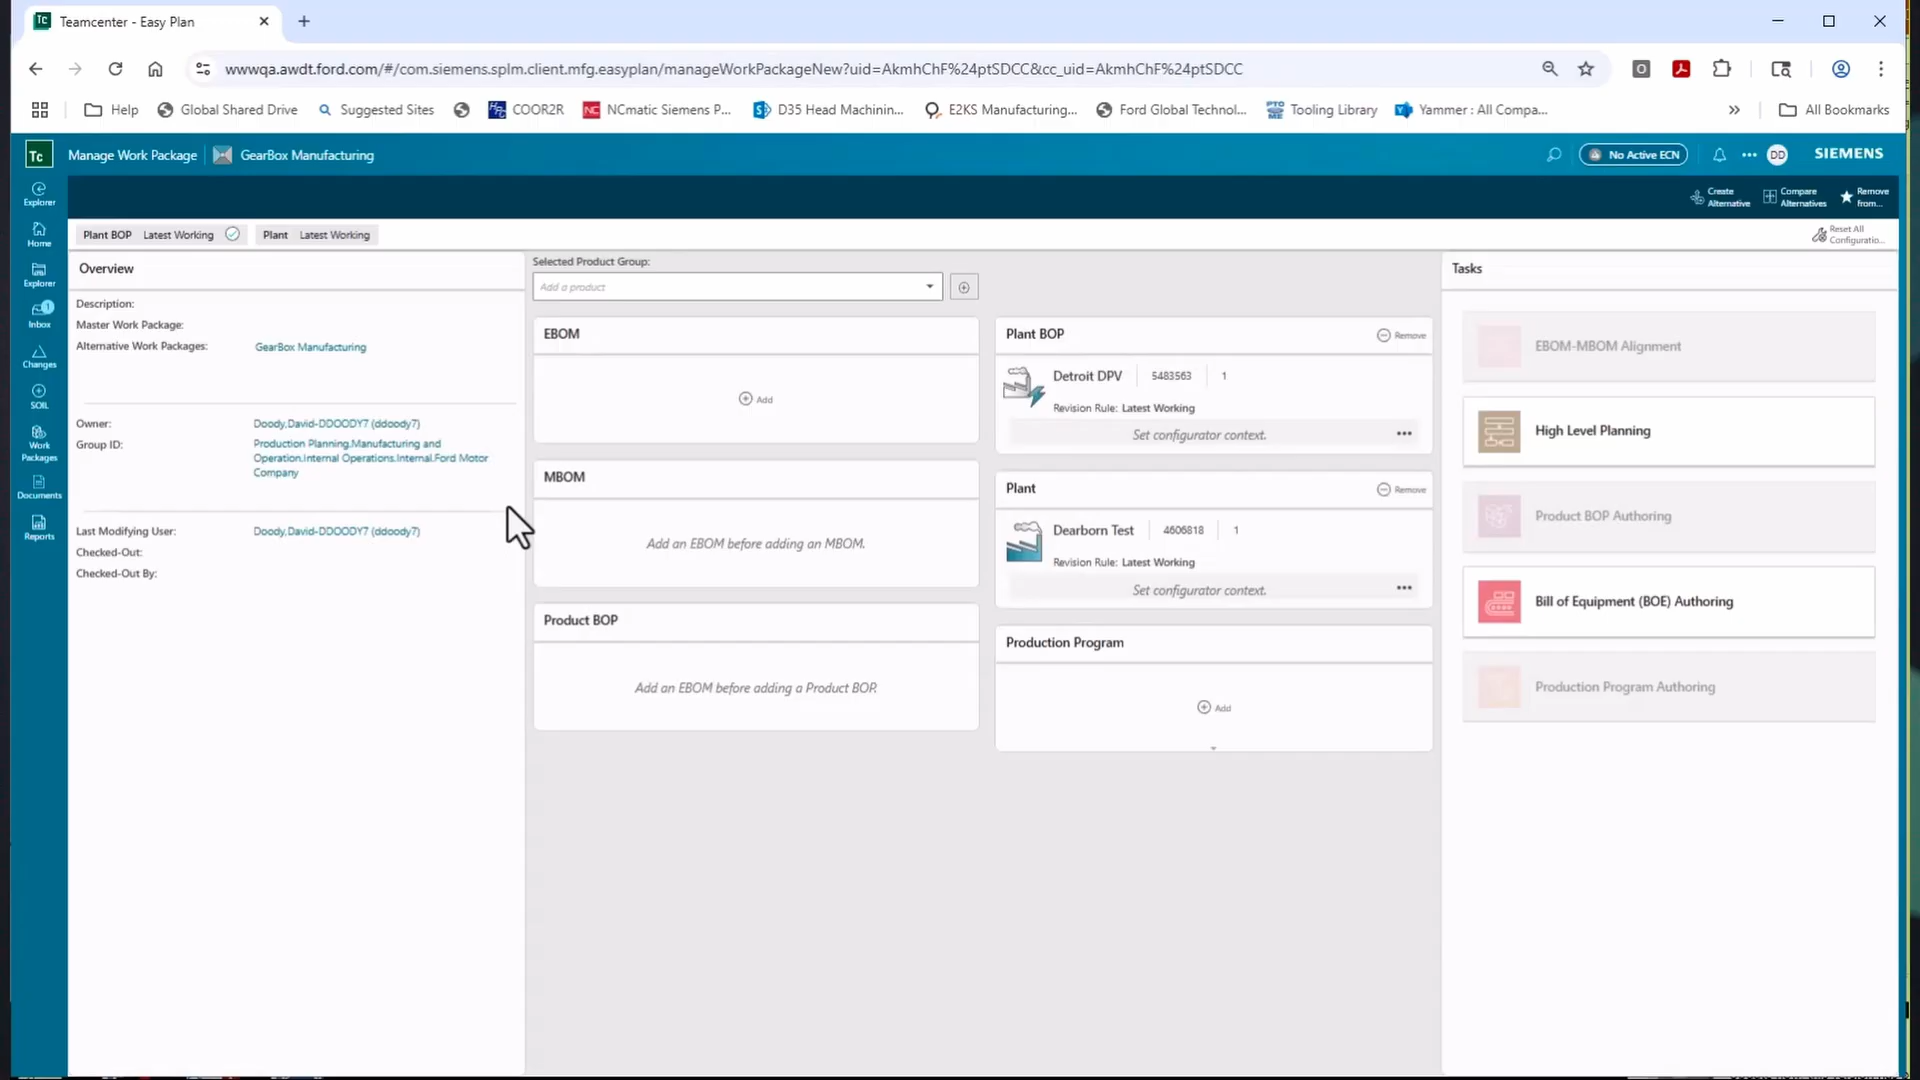 Teamcenter - Easy Plan
wwwqa.awdt.ford.com/#/com.siemens.splm.client.mfg.easyplan/manageWorkPackageNew?uid=AkmhChF%24ptSDCC&cc_uid=AkmhChF%24ptSDCC
Help
Global Shared Drive
Suggested Sites
COOR2R
NCmatic Siemens P...
D35 Head Machinin...
E2KS Manufacturing...
Ford Global Technol...
Tooling Library
Yammer : All Compa...
All Bookmarks
Tc
Manage Work Package
GearBox Manufacturing
No Active ECN
DD
SIEMENS
Create Alternative
Compare Alternatives
Remove from...
Explorer
Home
Explorer
Inbox
1
Changes
SOIL
Work Packages
Documents
Reports
Plant BOP Latest Working
Plant Latest Working
Reset All Configuratio...
Overview
Description:
Master Work Package:
Alternative Work Packages: GearBox Manufacturing
Owner: Doody,David-DDOODY7 (ddoody7)
Group ID: Production Planning.Manufacturing and
Operation.Internal Operations.Internal.Ford Motor
Company
Last Modifying User: Doody,David-DDOODY7 (ddoody7)
Checked-Out:
Checked-Out By:
Selected Product Group:
Add a product
EBOM
Add
MBOM
Add an EBOM before adding an MBOM.
Product BOP
Add an EBOM before adding a Product BOP.
Plant BOP
Remove
Detroit DPV 5483563 1
Revision Rule: Latest Working
Set configurator context.
Plant
Remove
Dearborn Test 4606818 1
Revision Rule: Latest Working
Set configurator context.
Production Program
Add
Tasks
EBOM-MBOM Alignment
High Level Planning
Product BOP Authoring
Bill of Equipment (BOE) Authoring
Production Program Authoring